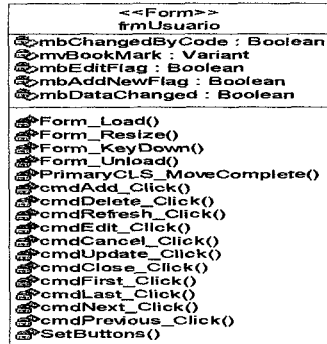 <<Form>>
frmUsuario
mbChangedByCode : Boolean
mvBookMark : Variant
mbEditFlag : Boolean
mbAddNewFlag : Boolean
mbDataChanged : Boolean
Form_Load()
Form_Resize()
Form_KeyDown()
Form_Unload()
PrimaryCLS_MoveComplete()
cmdAdd_Click()
cmdDelete_Click()
cmdRefresh_Click()
cmdEdit_Click()
cmdCancel_Click()
cmdUpdate_Click()
cmdClose_Click()
cmdFirst_Click()
cmdLast_Click()
cmdNext_Click()
cmdPrevious_Click()
SetButtons()